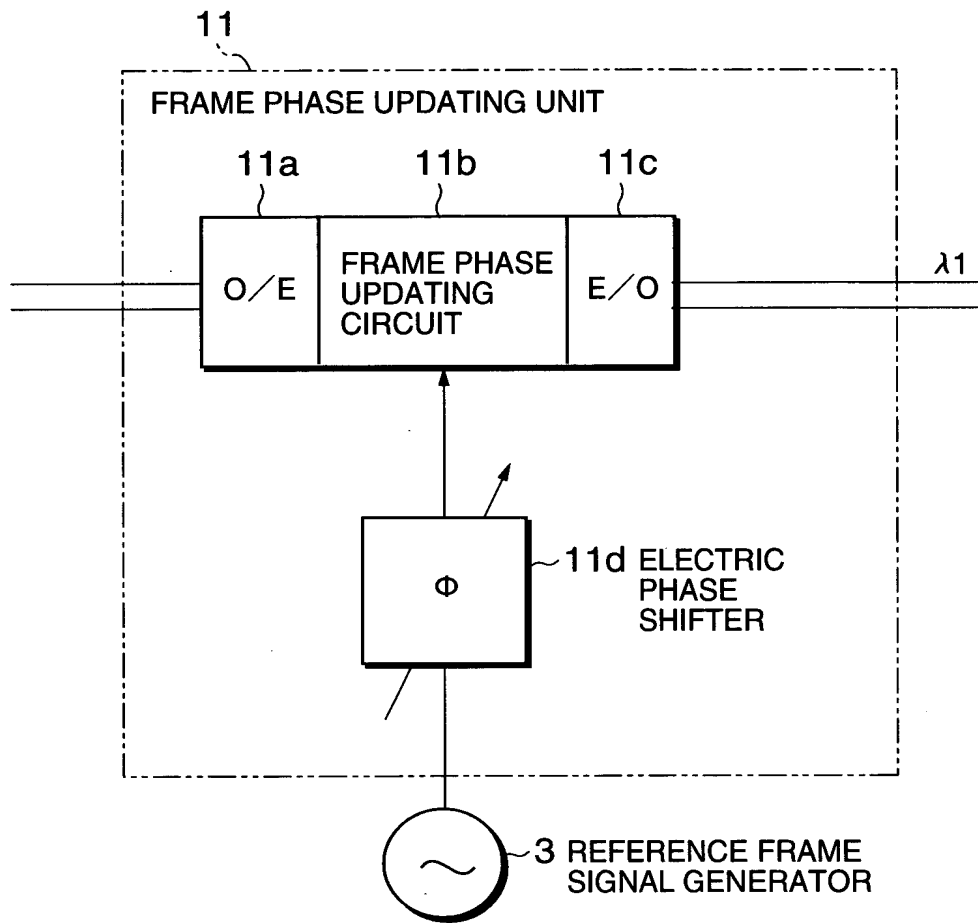 11
FRAME PHASE UPDATING UNIT
11a
11b
11c
O/E
FRAME PHASE
UPDATING
CIRCUIT
E/O
λ1
Φ
11d ELECTRIC
PHASE
SHIFTER
3 REFERENCE FRAME
SIGNAL GENERATOR